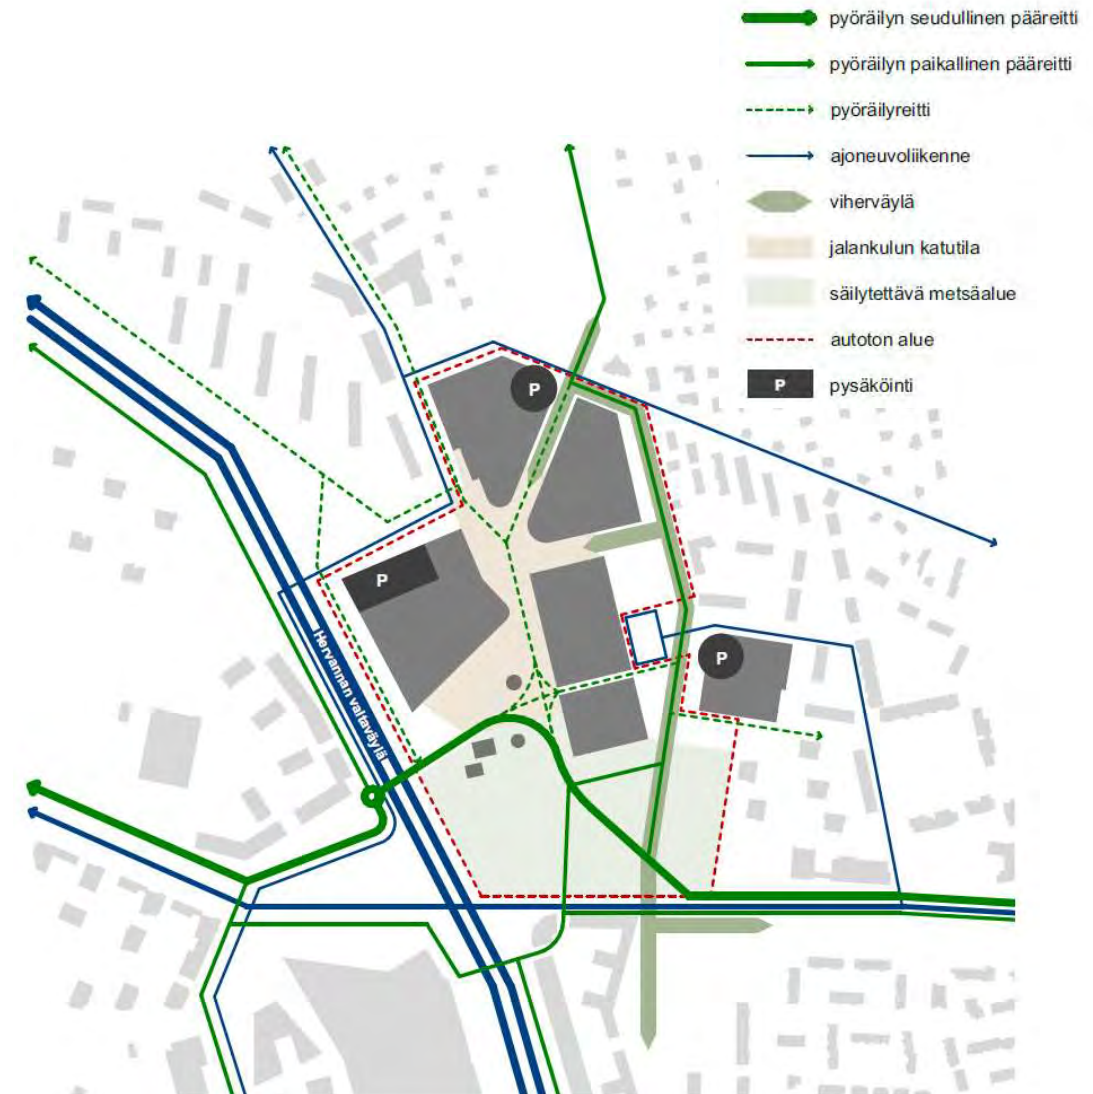 pyöräilyn seudullinen pääreitti
pyöräilyn paikallinen pääreitti
pyöräilyreitti
ajoneuvoliikenne
viherväylä
jalankulun katutila
säilytettävä metsäalue
autoton alue
P pysäköinti
P
P
P
Hervannan valtaväylä